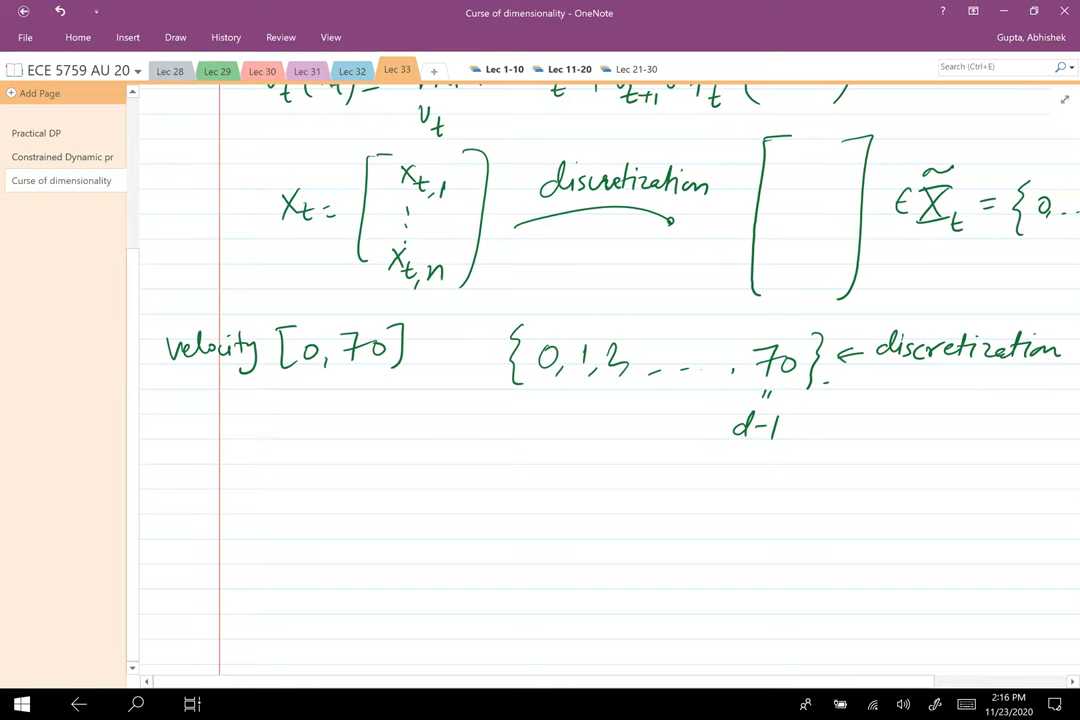 Curse of dimensionality - OneNote
?
File Home Insert Draw History Review View Gupta, Abhishek
ECE 5759 AU 20 Lec 28 Lec 29 Lec 30 Lec 31 Lec 32 Lec 33 + Lec 1-10 Lec 11-20 Lec 21-30 Search (Ctrl+E)
Add Page
Practical DP
Constrained Dynamic pr
Curse of dimensionality
v_t
X_t = [ x_{t,1} ⋮ x_{t,n} ] discretization [ ] ∈ X̃_t = { 0, ..
velocity [0, 70] { 0, 1, 2, - - - . . 70 } ← discretization
"
d-1
2:16 PM
11/23/2020